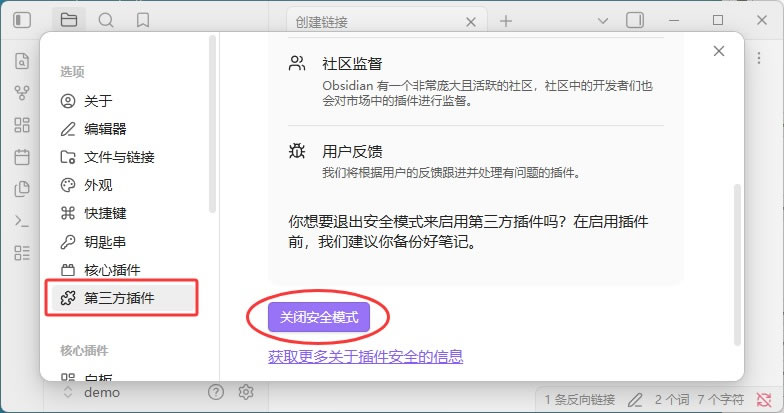 创建链接
选项
关于
编辑器
文件与链接
外观
快捷键
钥匙串
核心插件
第三方插件
核心插件
白板
demo
社区监督
Obsidian 有一个非常庞大且活跃的社区，社区中的开发者们也
会对市场中的插件进行监督。
用户反馈
我们将根据用户的反馈跟进并处理有问题的插件。
你想要退出安全模式来启用第三方插件吗？在启用插件
前，我们建议你备份好笔记。
关闭安全模式
获取更多关于插件安全的信息
1 条反向链接
2 个词
7 个字符